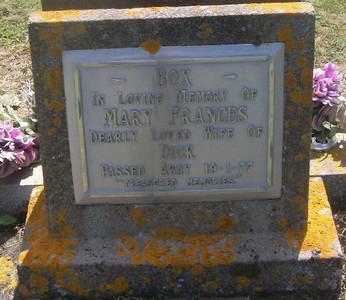 BOX
IN LOVING MEMORY OF
MARY FRANCES
DEARLY LOVED WIFE OF
DICK
PASSED AWAY 19-1-77
"TREASURED MEMORIES"